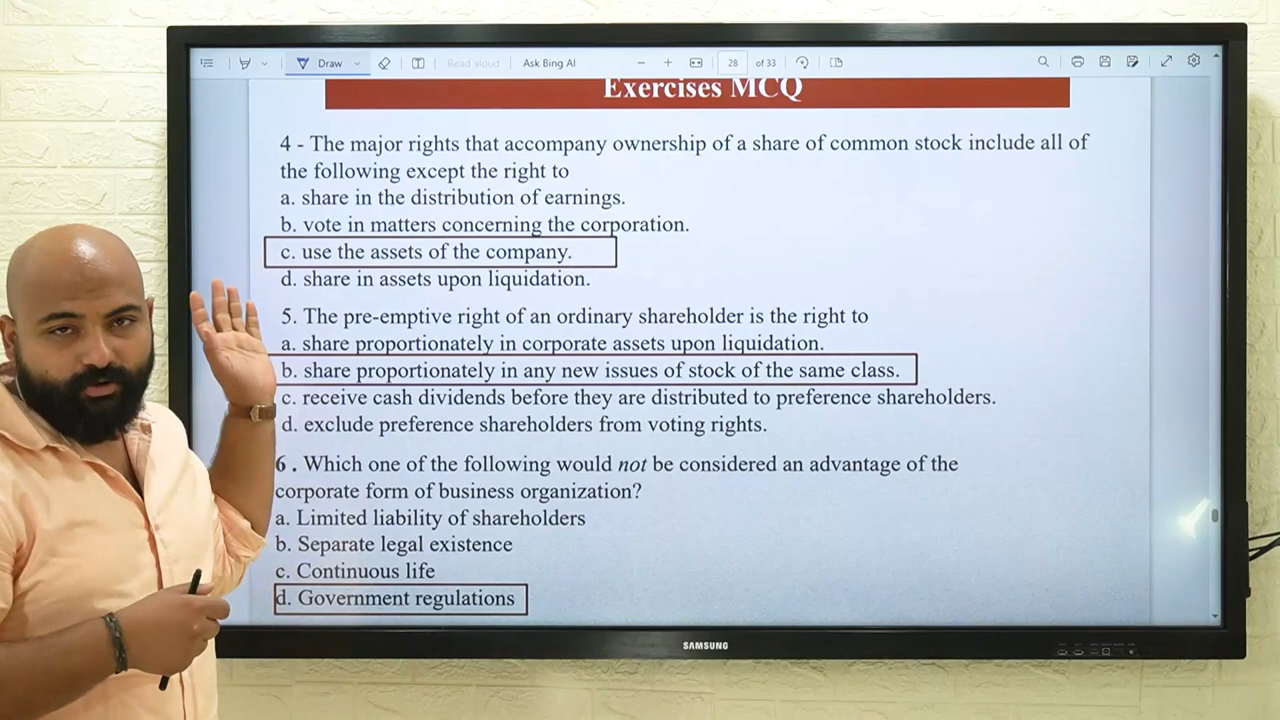 Draw
Read aloud
Ask Bing AI
28 of 33
Exercises MCQ
4 - The major rights that accompany ownership of a share of common stock include all of
the following except the right to
a. share in the distribution of earnings.
b. vote in matters concerning the corporation.
c. use the assets of the company.
d. share in assets upon liquidation.
5. The pre-emptive right of an ordinary shareholder is the right to
a. share proportionately in corporate assets upon liquidation.
b. share proportionately in any new issues of stock of the same class.
c. receive cash dividends before they are distributed to preference shareholders.
d. exclude preference shareholders from voting rights.
6 . Which one of the following would not be considered an advantage of the
corporate form of business organization?
a. Limited liability of shareholders
b. Separate legal existence
c. Continuous life
d. Government regulations
SAMSUNG